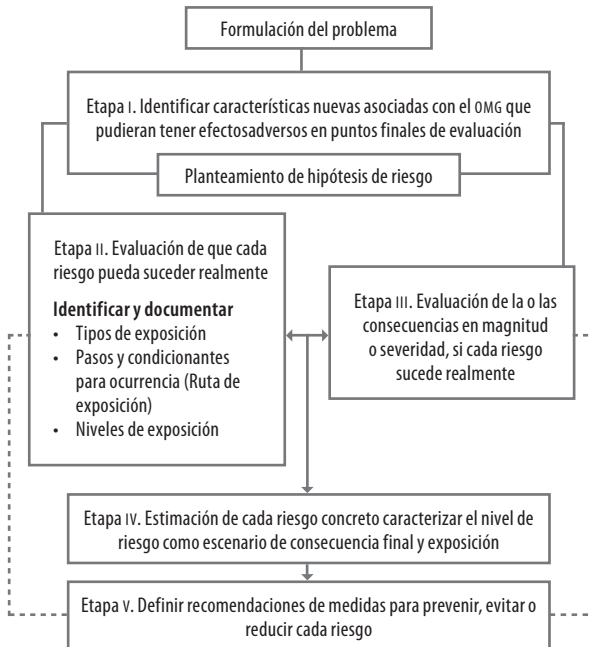 Formulación del problema
Etapa I. Identificar características nuevas asociadas con el OMG que
pudieran tener efectosadversos en puntos finales de evaluación
Planteamiento de hipótesis de riesgo
Etapa II. Evaluación de que cada
riesgo pueda suceder realmente
Identificar y documentar
• Tipos de exposición
• Pasos y condicionantes
para ocurrencia (Ruta de
exposición)
• Niveles de exposición
Etapa III. Evaluación de la o las
consecuencias en magnitud
o severidad, si cada riesgo
sucede realmente
Etapa IV. Estimación de cada riesgo concreto caracterizar el nivel de
riesgo como escenario de consecuencia final y exposición
Etapa V. Definir recomendaciones de medidas para prevenir, evitar o
reducir cada riesgo